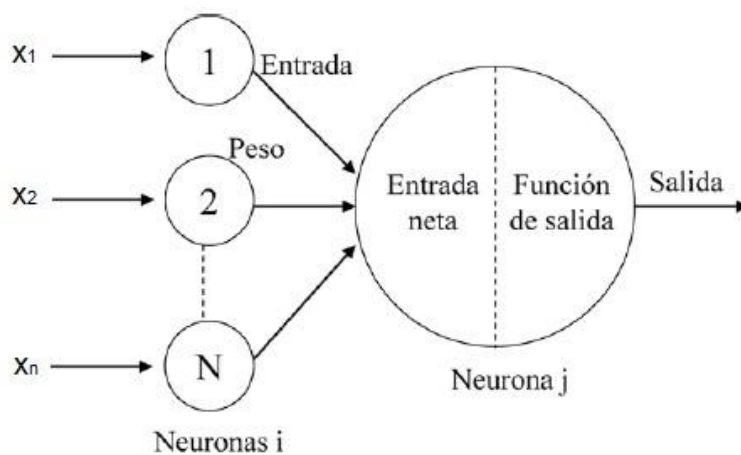 X1
1
Entrada
Peso
X2
2
Entrada
neta
Función
de salida
Salida
Xn
N
Neurona j
Neuronas i